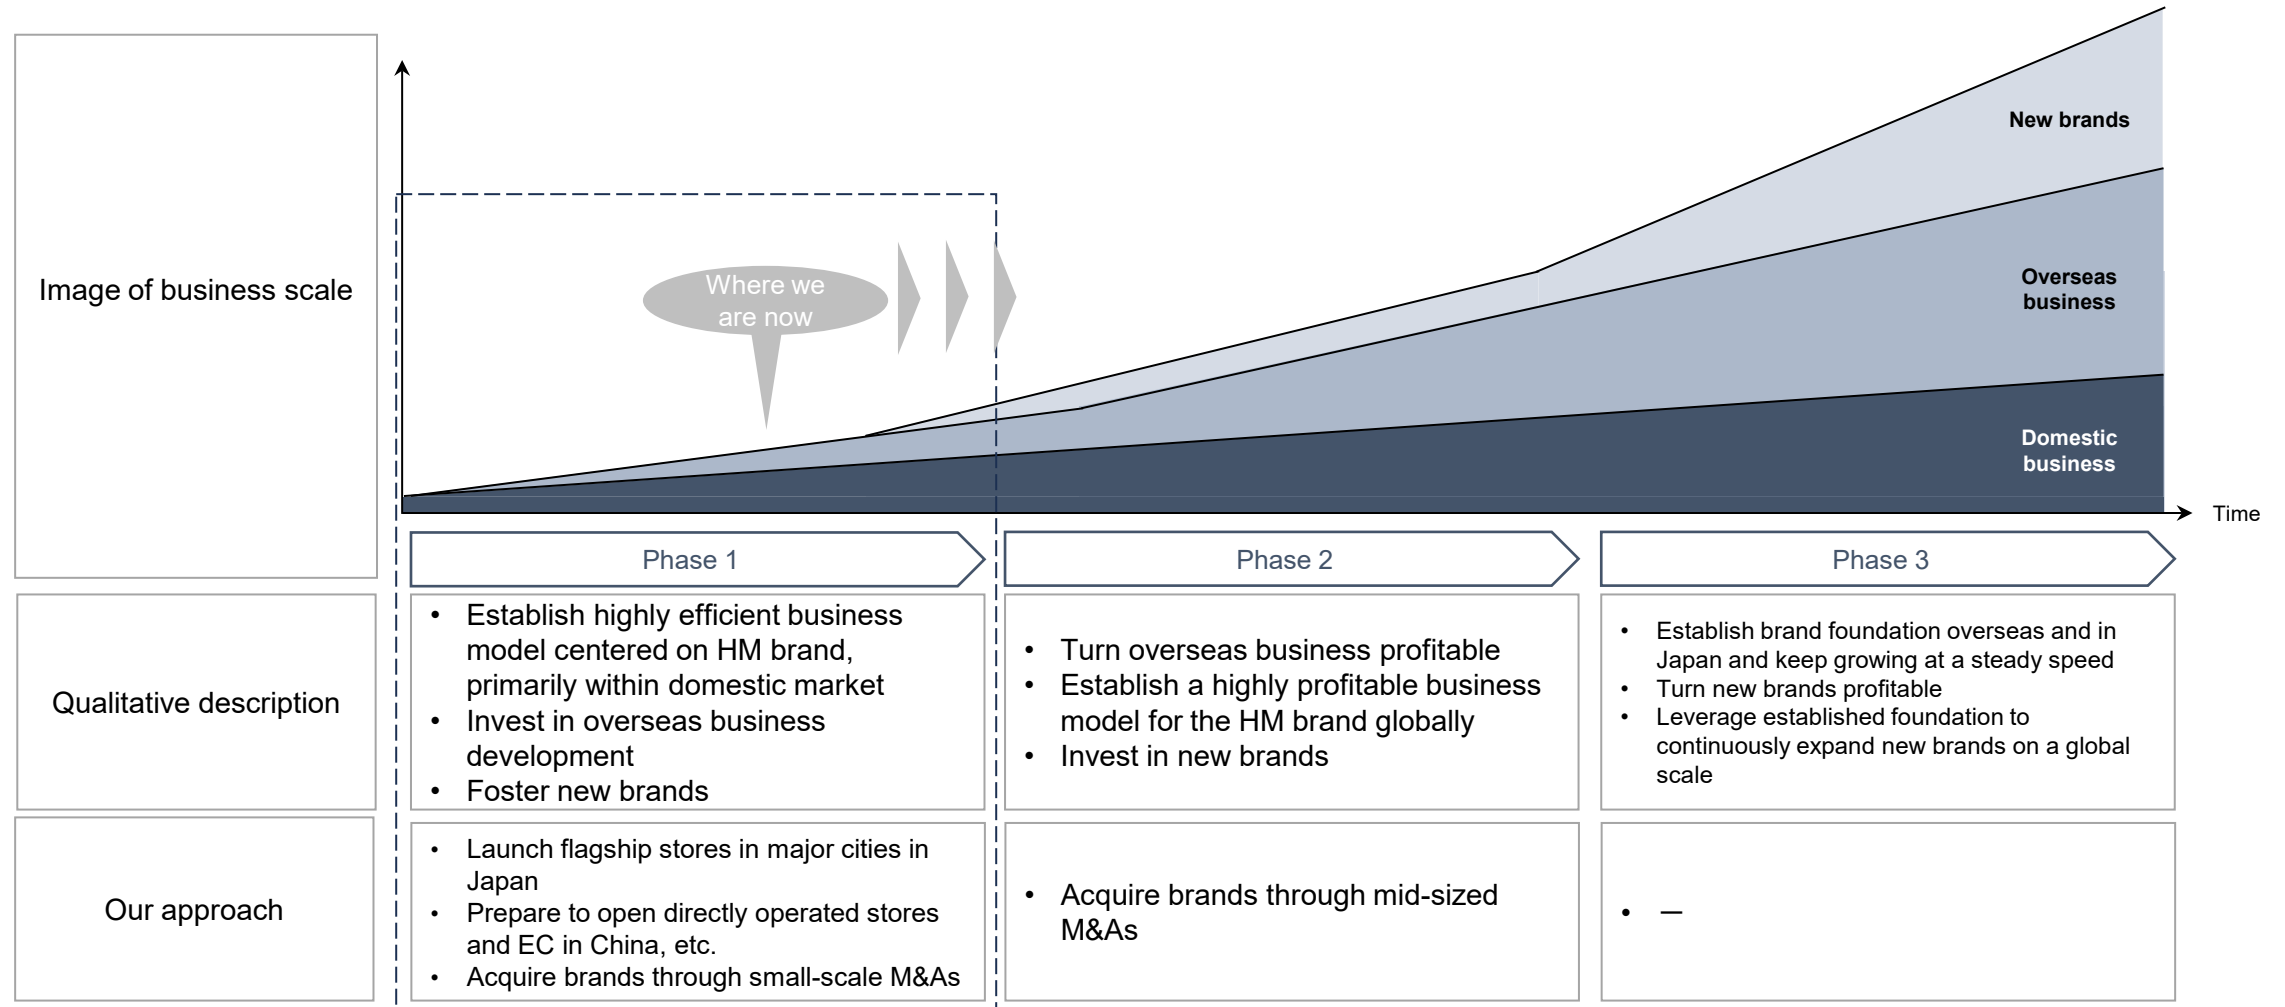 Image of business scale
Where we
are now
New brands
Overseas
business
Domestic
business
Time
Phase 1
Phase 2
Phase 3
Qualitative description
• Establish highly efficient business
model centered on HM brand,
primarily within domestic market
• Invest in overseas business
development
• Foster new brands
• Turn overseas business profitable
• Establish a highly profitable business
model for the HM brand globally
• Invest in new brands
• Establish brand foundation overseas and in
Japan and keep growing at a steady speed
• Turn new brands profitable
• Leverage established foundation to
continuously expand new brands on a global
scale
Our approach
• Launch flagship stores in major cities in
Japan
• Prepare to open directly operated stores
and EC in China, etc.
• Acquire brands through small-scale M&As
• Acquire brands through mid-sized
M&As
• —